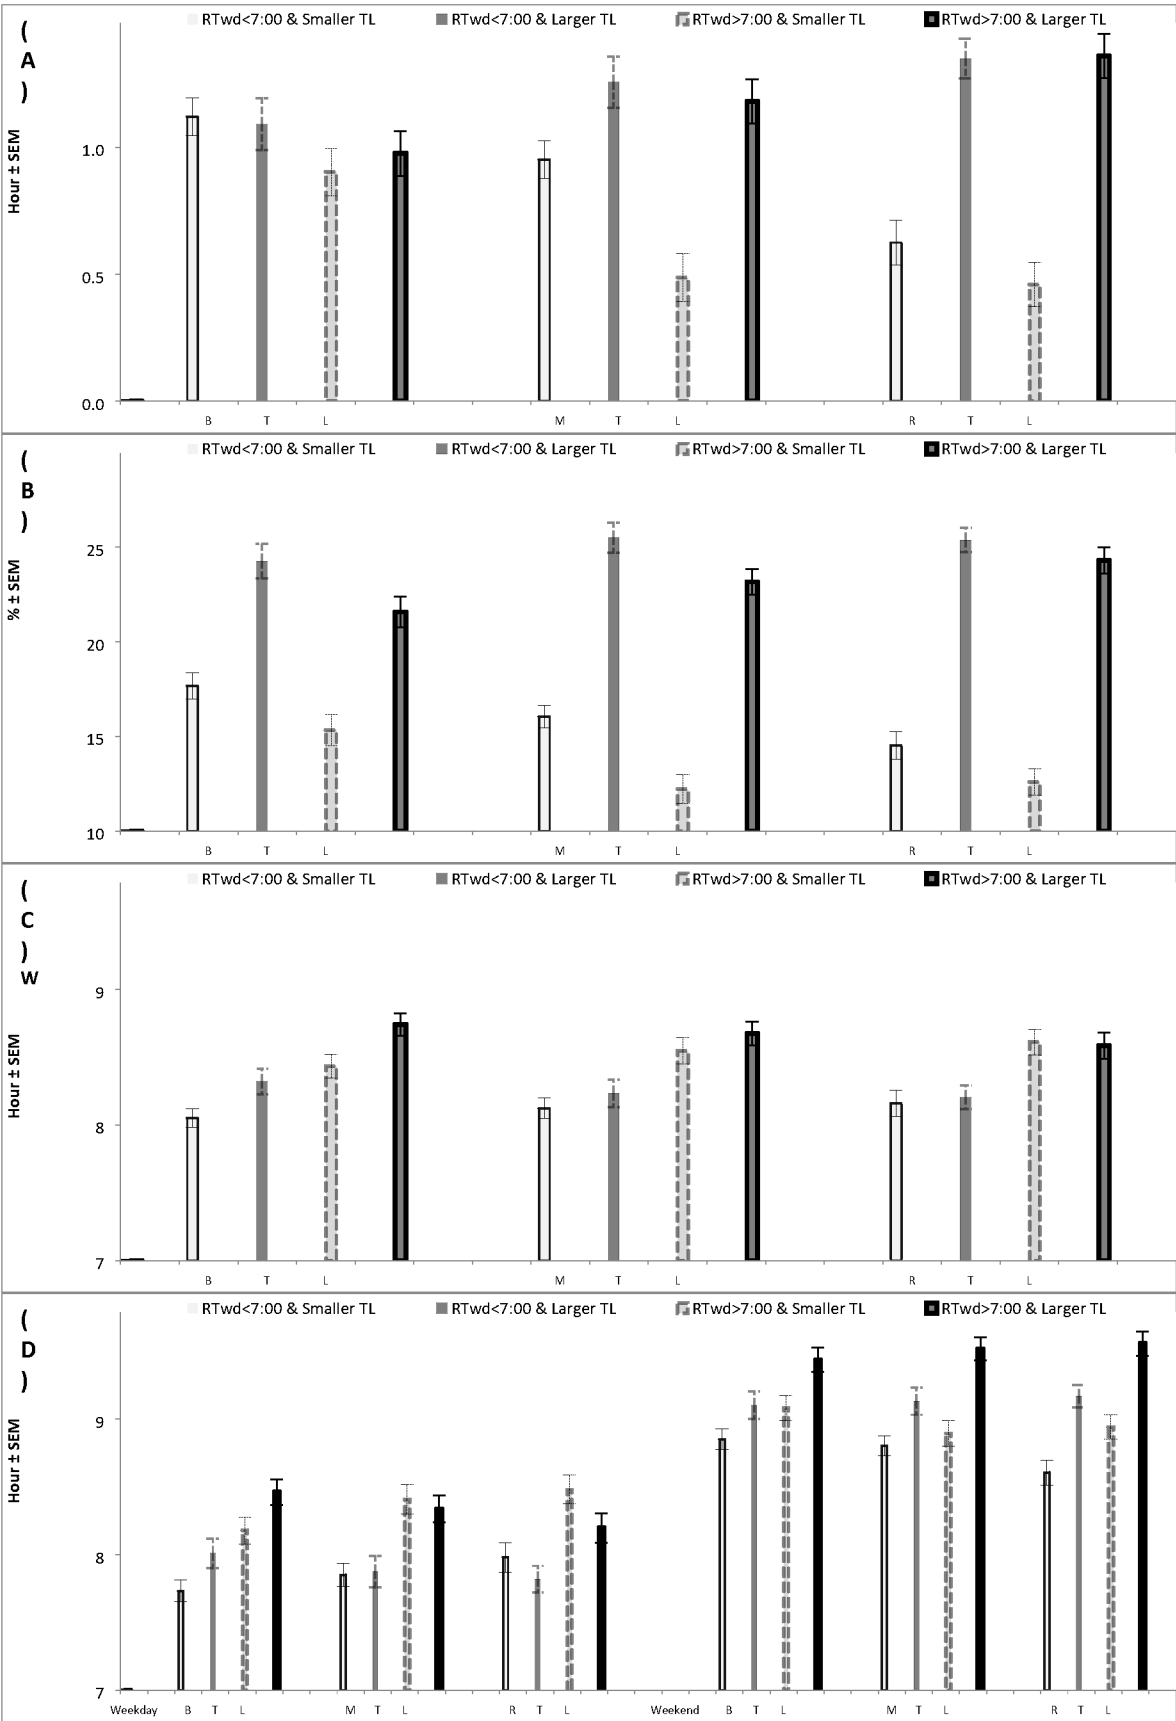 (
A
)
RTwd<7:00 & Smaller TL RTwd<7:00 & Larger TL RTwd>7:00 & Smaller TL RTwd>7:00 & Larger TL
Hour ± SEM
1.0
0.5
0.0
B T L M T L R T L
(
B
)
RTwd<7:00 & Smaller TL RTwd<7:00 & Larger TL RTwd>7:00 & Smaller TL RTwd>7:00 & Larger TL
% ± SEM
25
20
15
10
B T L M T L R T L
(
C
)
W
RTwd<7:00 & Smaller TL RTwd<7:00 & Larger TL RTwd>7:00 & Smaller TL RTwd>7:00 & Larger TL
Hour ± SEM
9
8
7
B T L M T L R T L
(
D
)
RTwd<7:00 & Smaller TL RTwd<7:00 & Larger TL RTwd>7:00 & Smaller TL RTwd>7:00 & Larger TL
Hour ± SEM
9
8
7
Weekday B T L M T L R T L Weekend B T L M T L R T L